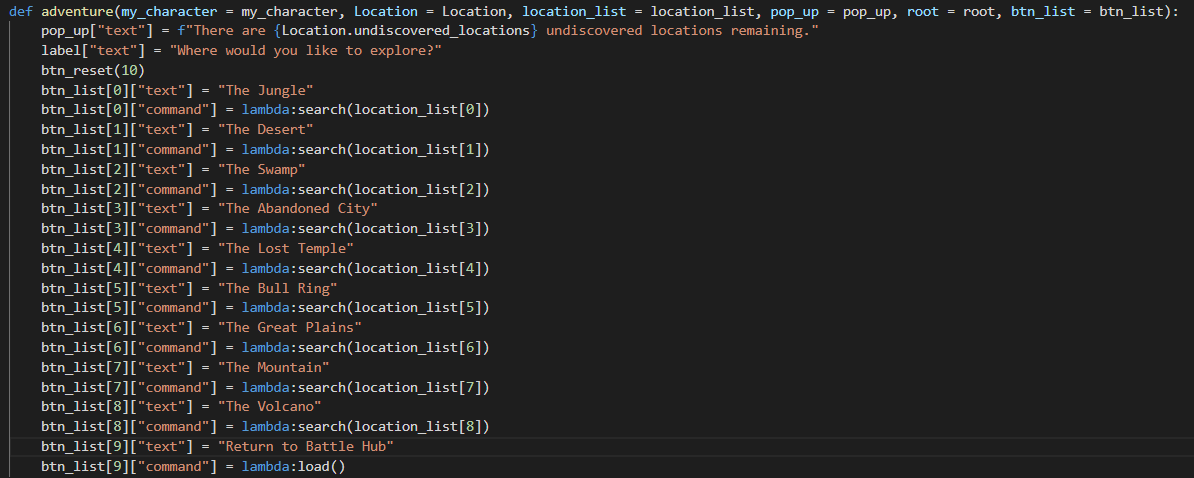 def adventure(my_character = my_character, Location = Location, location_list = location_list, pop_up = pop_up, root = root, btn_list = btn_list):
    pop_up["text"] = f"There are {Location.undiscovered_locations} undiscovered locations remaining."
    label["text"] = "Where would you like to explore?"
    btn_reset(10)
    btn_list[0]["text"] = "The Jungle"
    btn_list[0]["command"] = lambda:search(location_list[0])
    btn_list[1]["text"] = "The Desert"
    btn_list[1]["command"] = lambda:search(location_list[1])
    btn_list[2]["text"] = "The Swamp"
    btn_list[2]["command"] = lambda:search(location_list[2])
    btn_list[3]["text"] = "The Abandoned City"
    btn_list[3]["command"] = lambda:search(location_list[3])
    btn_list[4]["text"] = "The Lost Temple"
    btn_list[4]["command"] = lambda:search(location_list[4])
    btn_list[5]["text"] = "The Bull Ring"
    btn_list[5]["command"] = lambda:search(location_list[5])
    btn_list[6]["text"] = "The Great Plains"
    btn_list[6]["command"] = lambda:search(location_list[6])
    btn_list[7]["text"] = "The Mountain"
    btn_list[7]["command"] = lambda:search(location_list[7])
    btn_list[8]["text"] = "The Volcano"
    btn_list[8]["command"] = lambda:search(location_list[8])
    btn_list[9]["text"] = "Return to Battle Hub"
    btn_list[9]["command"] = lambda:load()